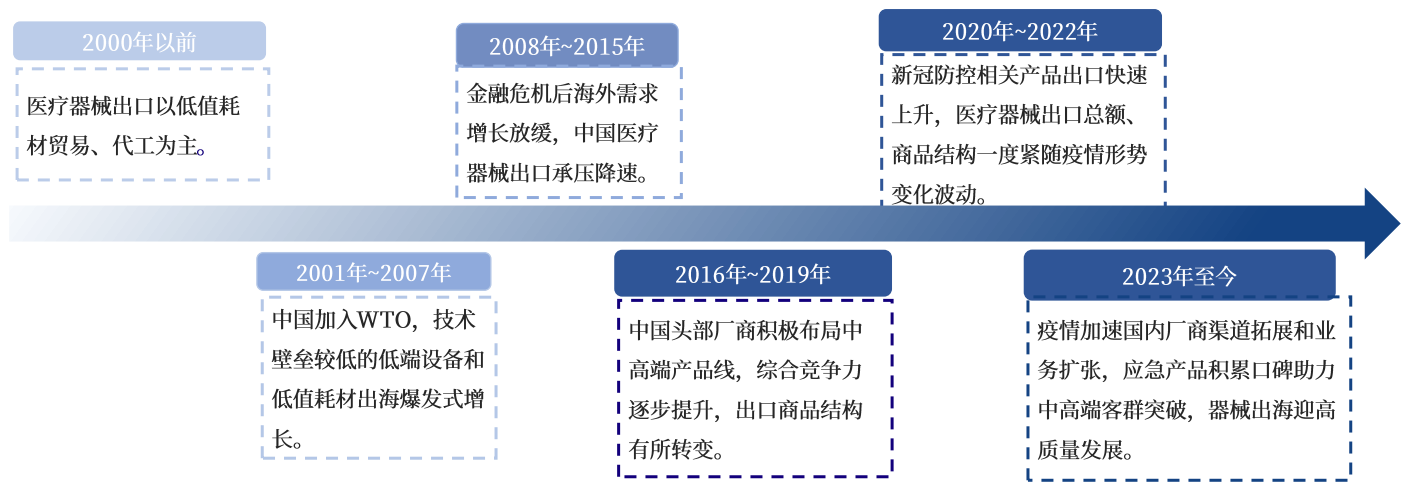 2000年以前
医疗器械出口以低值耗
材贸易、代工为主。
2001年~2007年
中国加入WTO，技术
壁垒较低的低端设备和
低值耗材出海爆发式增
长。
2008年~2015年
金融危机后海外需求
增长放缓，中国医疗
器械出口承压降速。
2016年~2019年
中国头部厂商积极布局中
高端产品线，综合竞争力
逐步提升，出口商品结构
有所转变。
2020年~2022年
新冠防控相关产品出口快速
上升，医疗器械出口总额、
商品结构一度紧随疫情形势
变化波动。
2023年至今
疫情加速国内厂商渠道拓展和业
务扩张，应急产品积累口碑助力
中高端客群突破，器械出海迎高
质量发展。